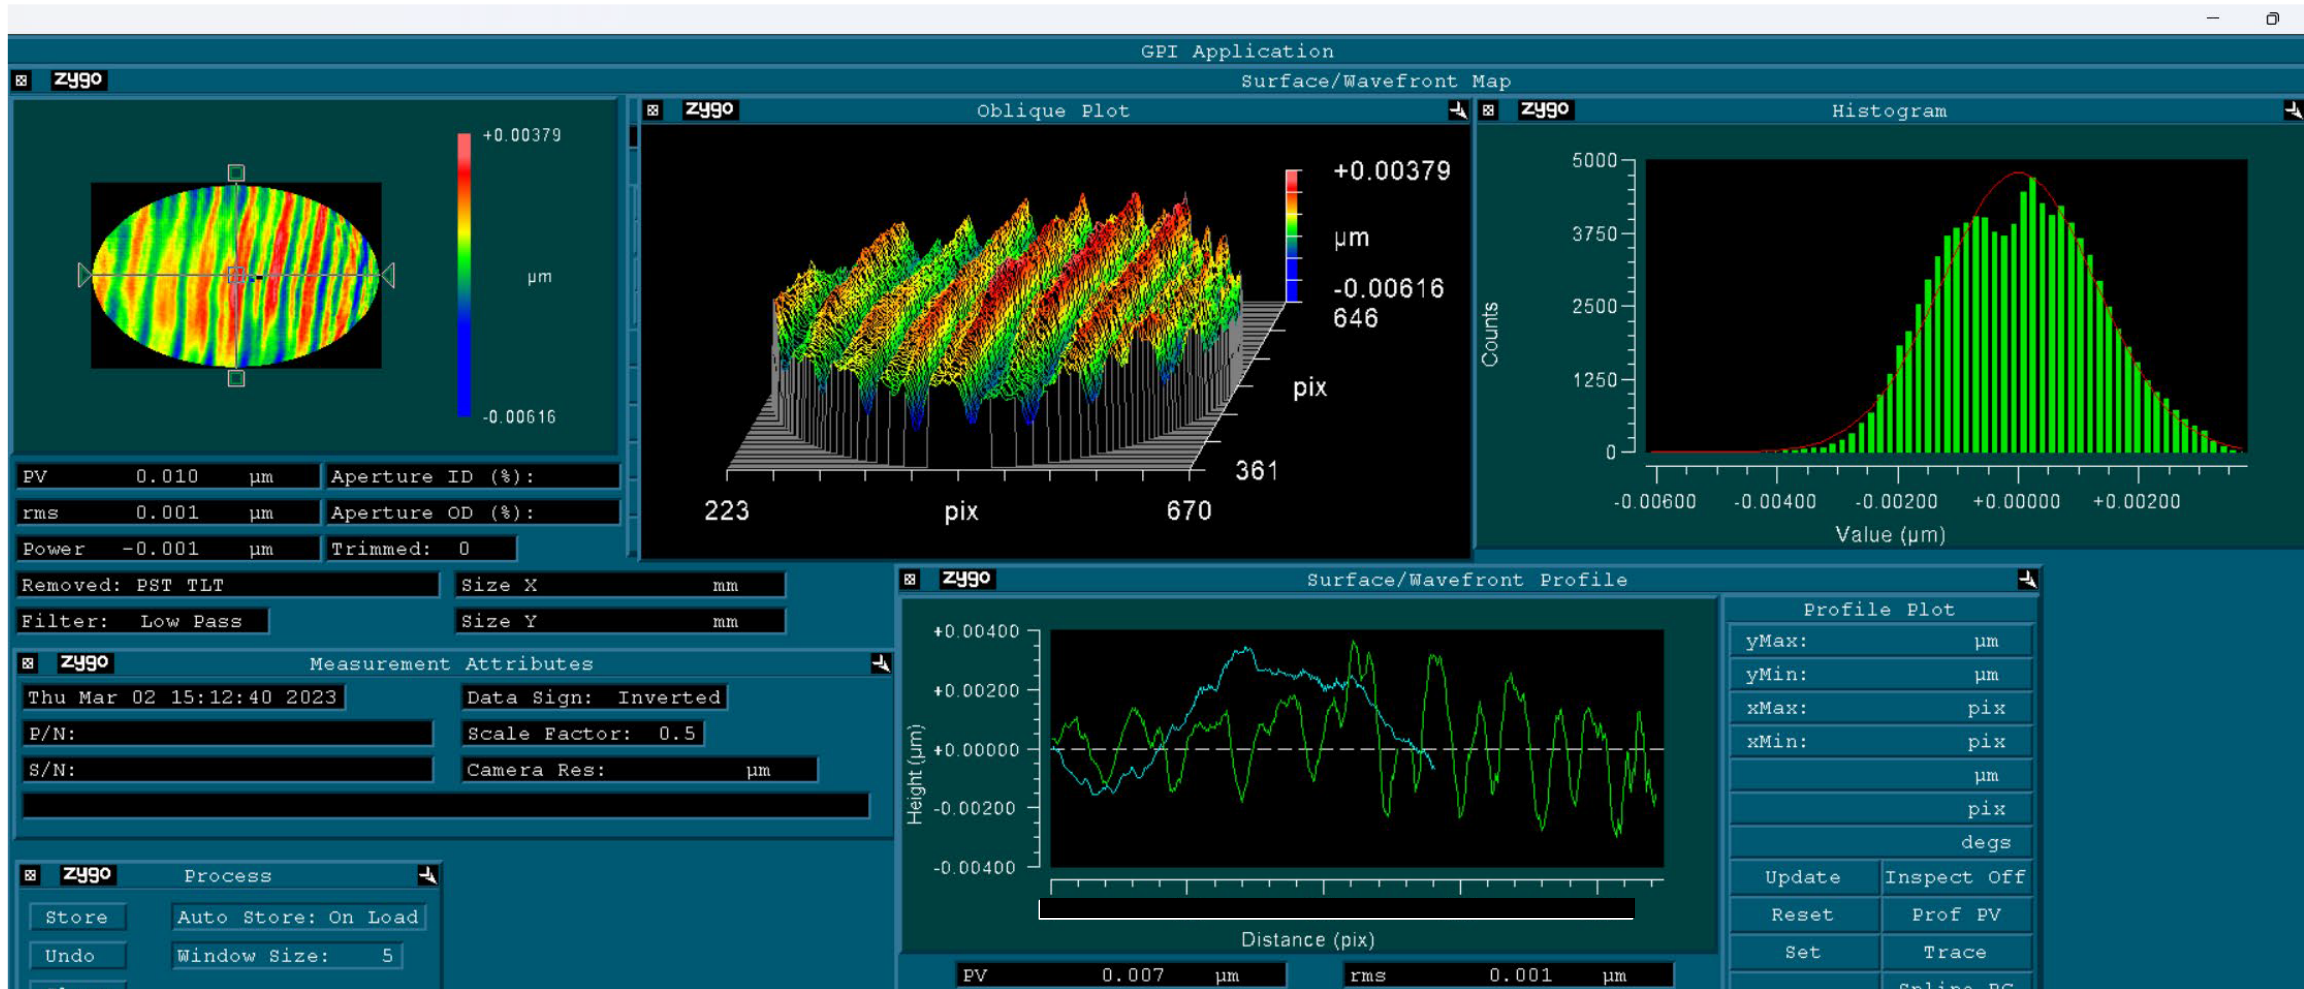 GPI Application
zygo
Surface/Wavefront Map
+0.00379
µm
-0.00616
PV 0.010 µm
Aperture ID (%):
rms 0.001 µm
Aperture OD (%):
Power -0.001 µm
Trimmed: 0
Removed: PST TLT
Size X mm
Filter: Low Pass
Size Y mm
zygo
Oblique Plot
+0.00379
µm
-0.00616
646
pix
361
223
pix
670
zygo
Histogram
5000
3750
2500
1250
0
Counts
-0.00600
-0.00400
-0.00200
+0.00000
+0.00200
Value (µm)
zygo
Measurement Attributes
Thu Mar 02 15:12:40 2023
Data Sign: Inverted
P/N:
Scale Factor: 0.5
S/N:
Camera Res: µm
zygo
Process
Store
Auto Store: On Load
Undo
Window Size: 5
zygo
Surface/Wavefront Profile
+0.00400
+0.00200
+0.00000
-0.00200
-0.00400
Height (µm)
Distance (pix)
PV 0.007 µm
rms 0.001 µm
Profile Plot
yMax: µm
yMin: µm
xMax: pix
xMin: pix
µm
pix
degs
Update
Inspect Off
Reset
Prof PV
Set
Trace